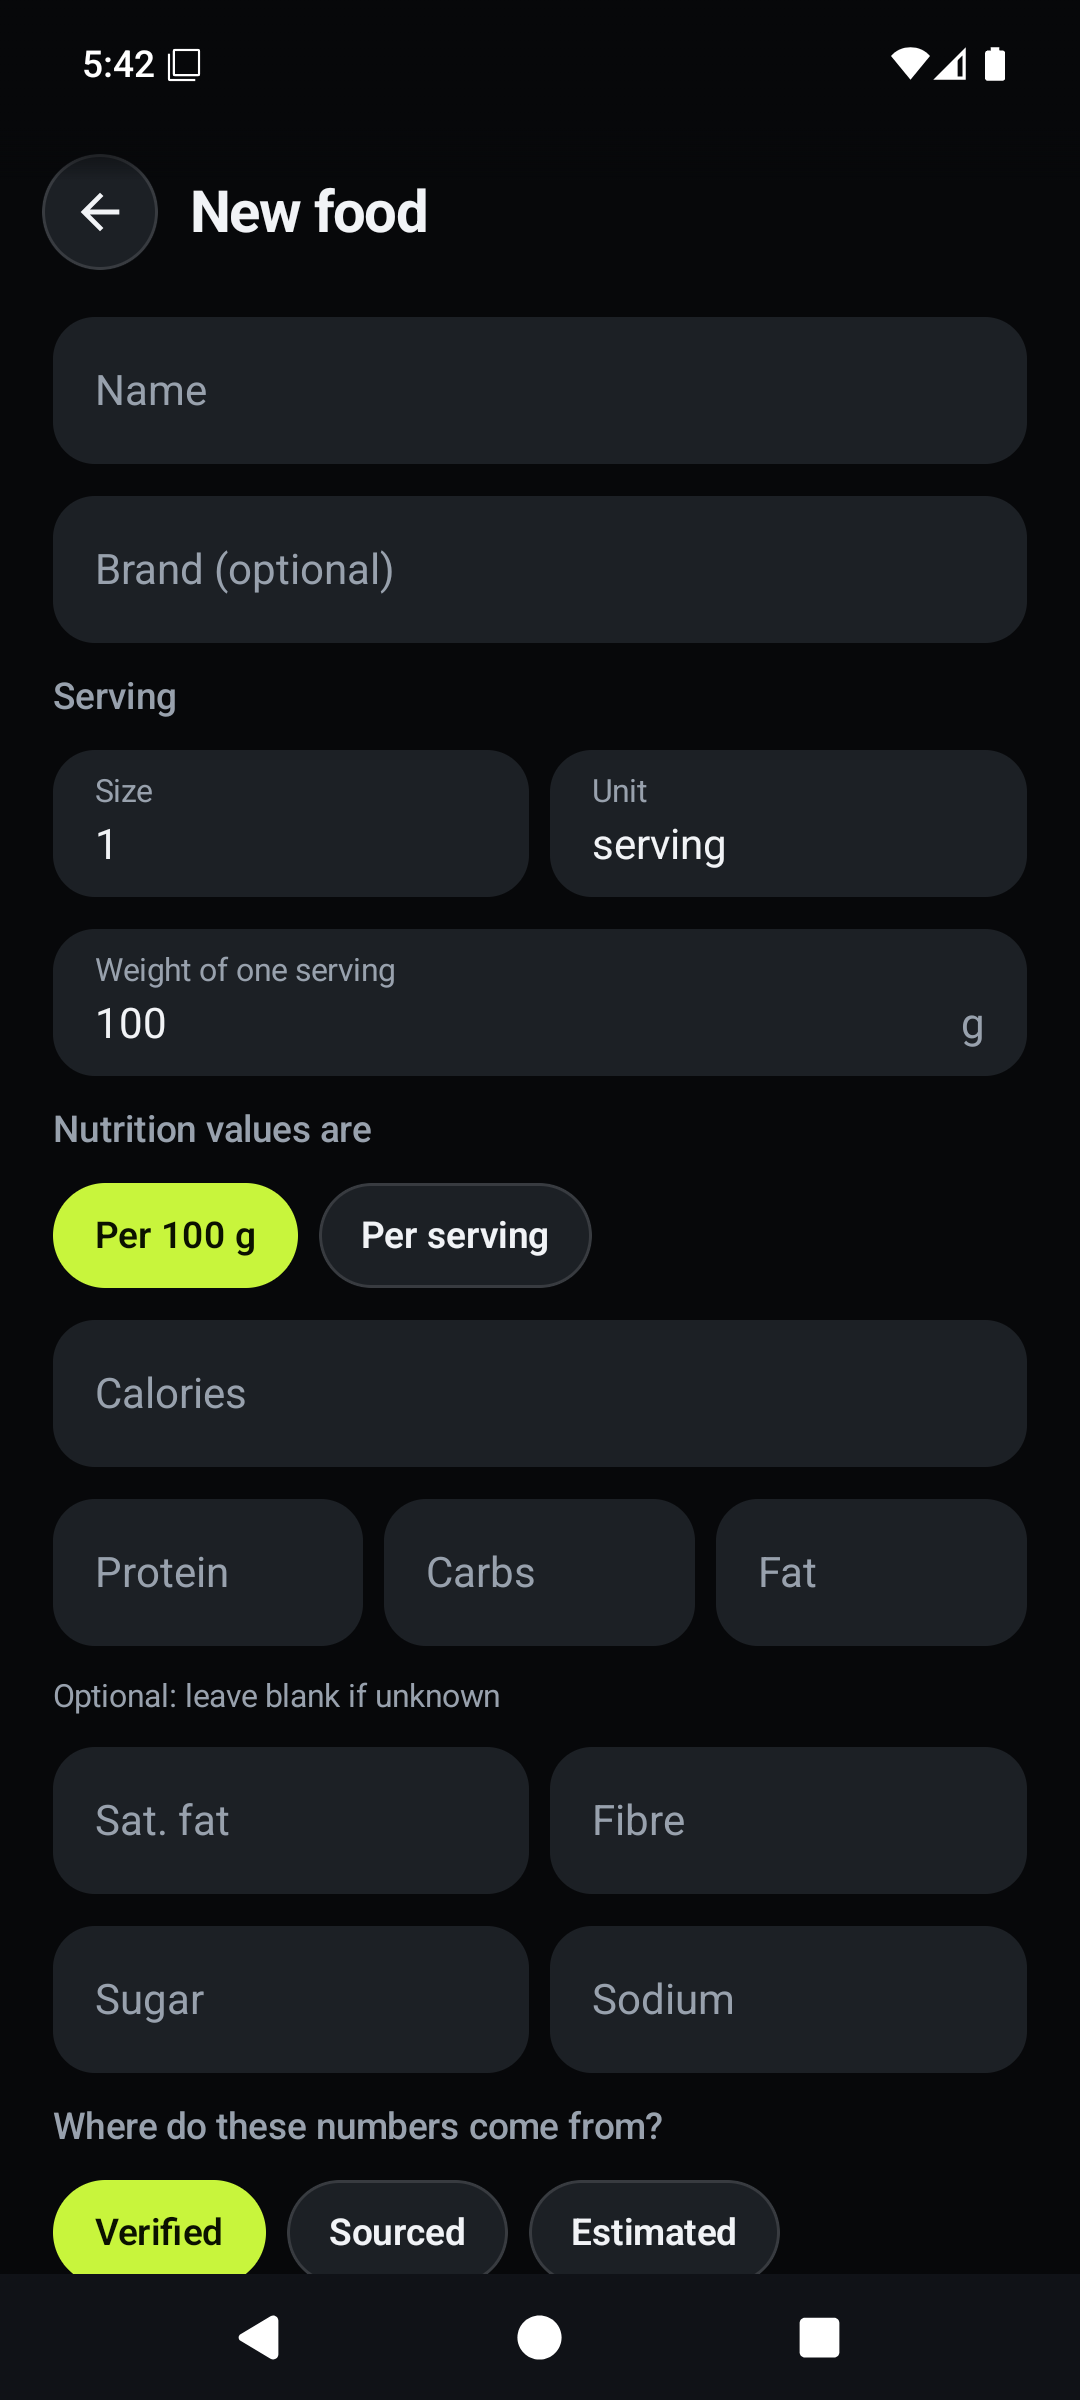 5:42
New food
Name
Brand (optional)
Serving
Size
1
Unit
serving
Weight of one serving
100
g
Nutrition values are
Per 100 g
Per serving
Calories
Protein
Carbs
Fat
Optional: leave blank if unknown
Sat. fat
Fibre
Sugar
Sodium
Where do these numbers come from?
Verified
Sourced
Estimated